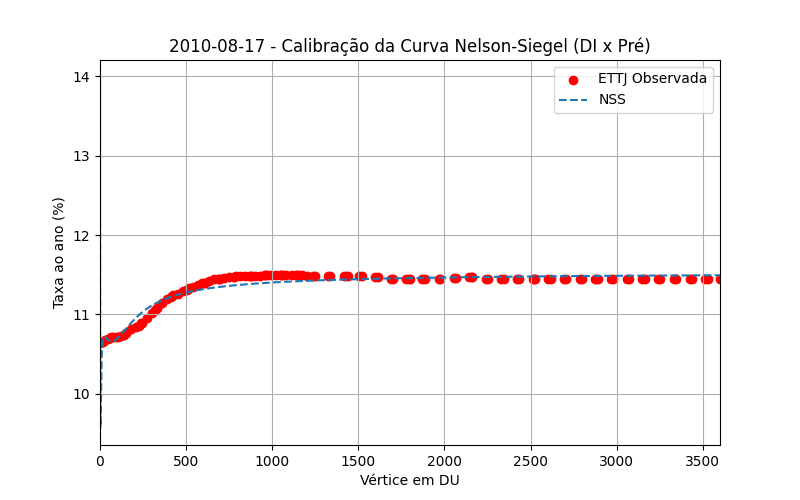 2010-08-17 - Calibração da Curva Nelson-Siegel (DI x Pré)
ETTJ Observada
NSS
Taxa ao ano (%)
14
13
12
11
10
0 500 1000 1500 2000 2500 3000 3500
Vértice em DU